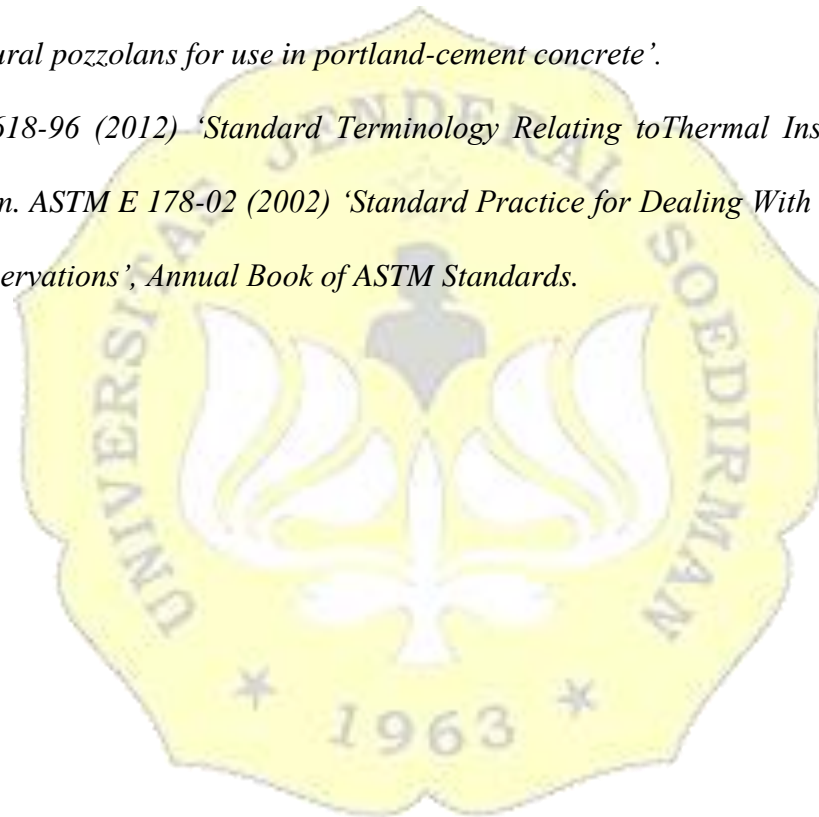 ural pozzolans for use in portland-cement concrete’.
618-96 (2012) ‘Standard Terminology Relating toThermal Ins
n. ASTM E 178-02 (2002) ‘Standard Practice for Dealing With
ervations’, Annual Book of ASTM Standards.
UNIVERSITAS JENDERAL SOEDIRMAN
1963